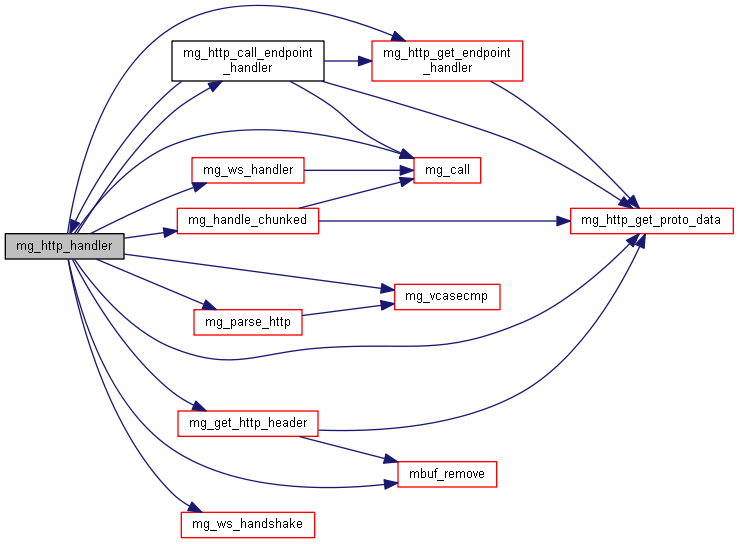 mg_http_call_endpoint
_handler
mg_http_get_endpoint
_handler
mg_ws_handler
mg_call
mg_handle_chunked
mg_http_get_proto_data
mg_http_handler
mg_vcasecmp
mg_parse_http
mg_get_http_header
mbuf_remove
mg_ws_handshake